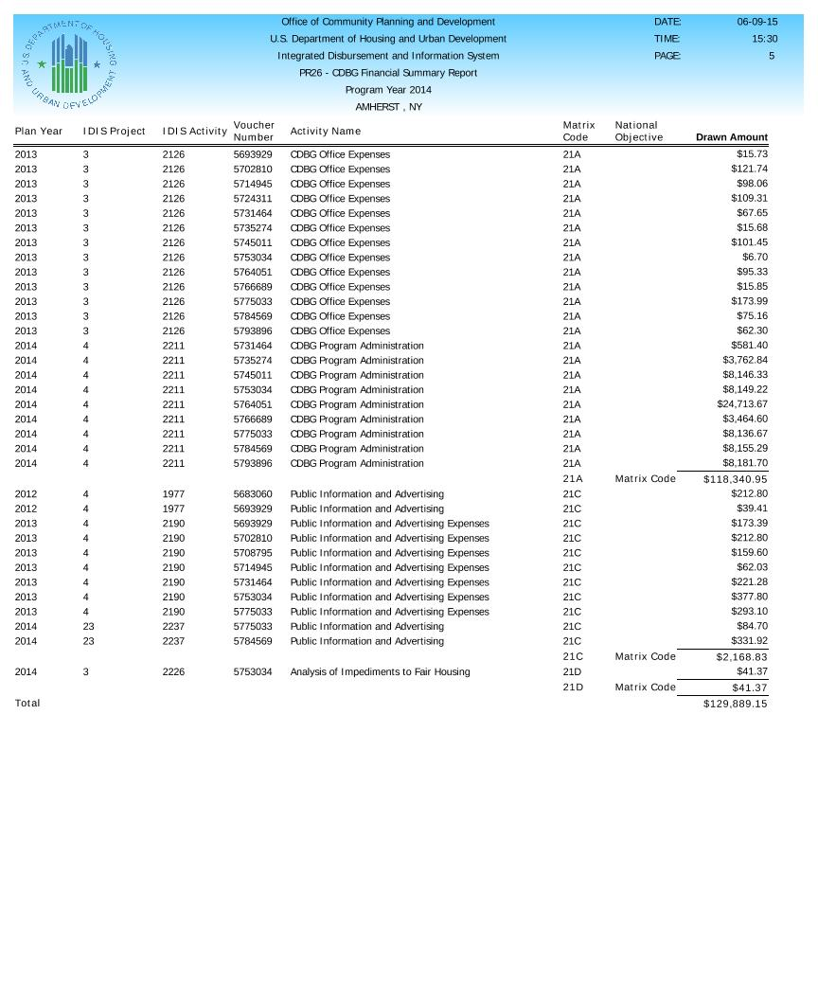 U.S. DEPARTMENT OF HOUSING
AND URBAN DEVELOPMENT
Office of Community Planning and Development DATE: 06-09-15
U.S. Department of Housing and Urban Development TIME: 15:30
Integrated Disbursement and Information System PAGE: 5
PR26 - CDBG Financial Summary Report
Program Year 2014
AMHERST , NY
Plan Year IDIS Project IDIS Activity Voucher Number Activity Name Matrix Code National Objective Drawn Amount
2013 3 2126 5693929 CDBG Office Expenses 21A $15.73
2013 3 2126 5702810 CDBG Office Expenses 21A $121.74
2013 3 2126 5714945 CDBG Office Expenses 21A $98.06
2013 3 2126 5724311 CDBG Office Expenses 21A $109.31
2013 3 2126 5731464 CDBG Office Expenses 21A $67.65
2013 3 2126 5735274 CDBG Office Expenses 21A $15.68
2013 3 2126 5745011 CDBG Office Expenses 21A $101.45
2013 3 2126 5753034 CDBG Office Expenses 21A $6.70
2013 3 2126 5764051 CDBG Office Expenses 21A $95.33
2013 3 2126 5766689 CDBG Office Expenses 21A $15.85
2013 3 2126 5775033 CDBG Office Expenses 21A $173.99
2013 3 2126 5784569 CDBG Office Expenses 21A $75.16
2013 3 2126 5793896 CDBG Office Expenses 21A $62.30
2014 4 2211 5731464 CDBG Program Administration 21A $581.40
2014 4 2211 5735274 CDBG Program Administration 21A $3,762.84
2014 4 2211 5745011 CDBG Program Administration 21A $8,146.33
2014 4 2211 5753034 CDBG Program Administration 21A $8,149.22
2014 4 2211 5764051 CDBG Program Administration 21A $24,713.67
2014 4 2211 5766689 CDBG Program Administration 21A $3,464.60
2014 4 2211 5775033 CDBG Program Administration 21A $8,136.67
2014 4 2211 5784569 CDBG Program Administration 21A $8,155.29
2014 4 2211 5793896 CDBG Program Administration 21A $8,181.70
21A Matrix Code $118,340.95
2012 4 1977 5683060 Public Information and Advertising 21C $212.80
2012 4 1977 5693929 Public Information and Advertising 21C $39.41
2013 4 2190 5693929 Public Information and Advertising Expenses 21C $173.39
2013 4 2190 5702810 Public Information and Advertising Expenses 21C $212.80
2013 4 2190 5708795 Public Information and Advertising Expenses 21C $159.60
2013 4 2190 5714945 Public Information and Advertising Expenses 21C $62.03
2013 4 2190 5731464 Public Information and Advertising Expenses 21C $221.28
2013 4 2190 5753034 Public Information and Advertising Expenses 21C $377.80
2013 4 2190 5775033 Public Information and Advertising Expenses 21C $293.10
2014 23 2237 5775033 Public Information and Advertising 21C $84.70
2014 23 2237 5784569 Public Information and Advertising 21C $331.92
21C Matrix Code $2,168.83
2014 3 2226 5753034 Analysis of Impediments to Fair Housing 21D $41.37
21D Matrix Code $41.37
Total $129,889.15